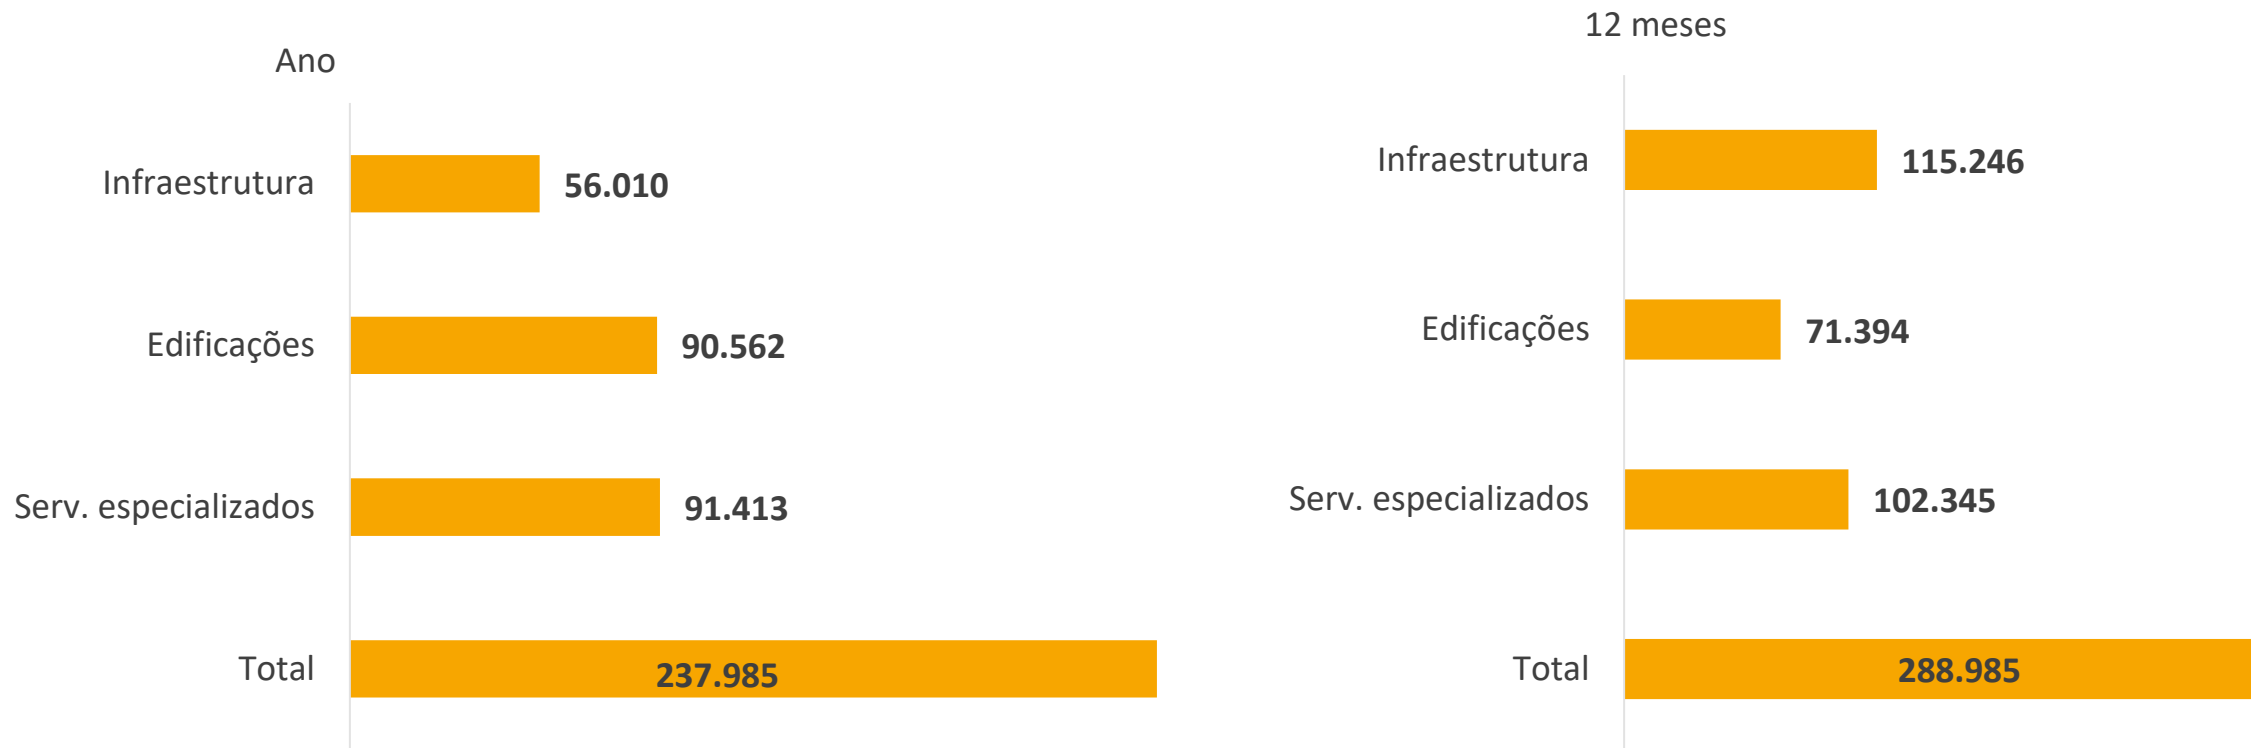 Ano
Infraestrutura 56.010
Edificações 90.562
Serv. especializados 91.413
Total 237.985
12 meses
Infraestrutura 115.246
Edificações 71.394
Serv. especializados 102.345
Total 288.985